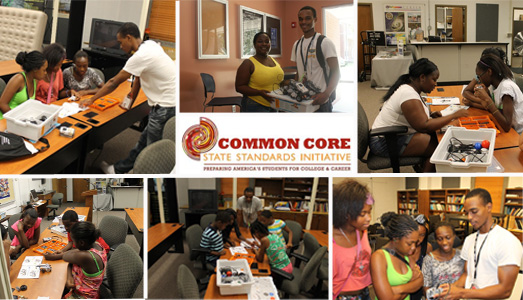 COMMON CORE
STATE STANDARDS INITIATIVE
PREPARING AMERICA'S STUDENTS FOR COLLEGE & CAREER